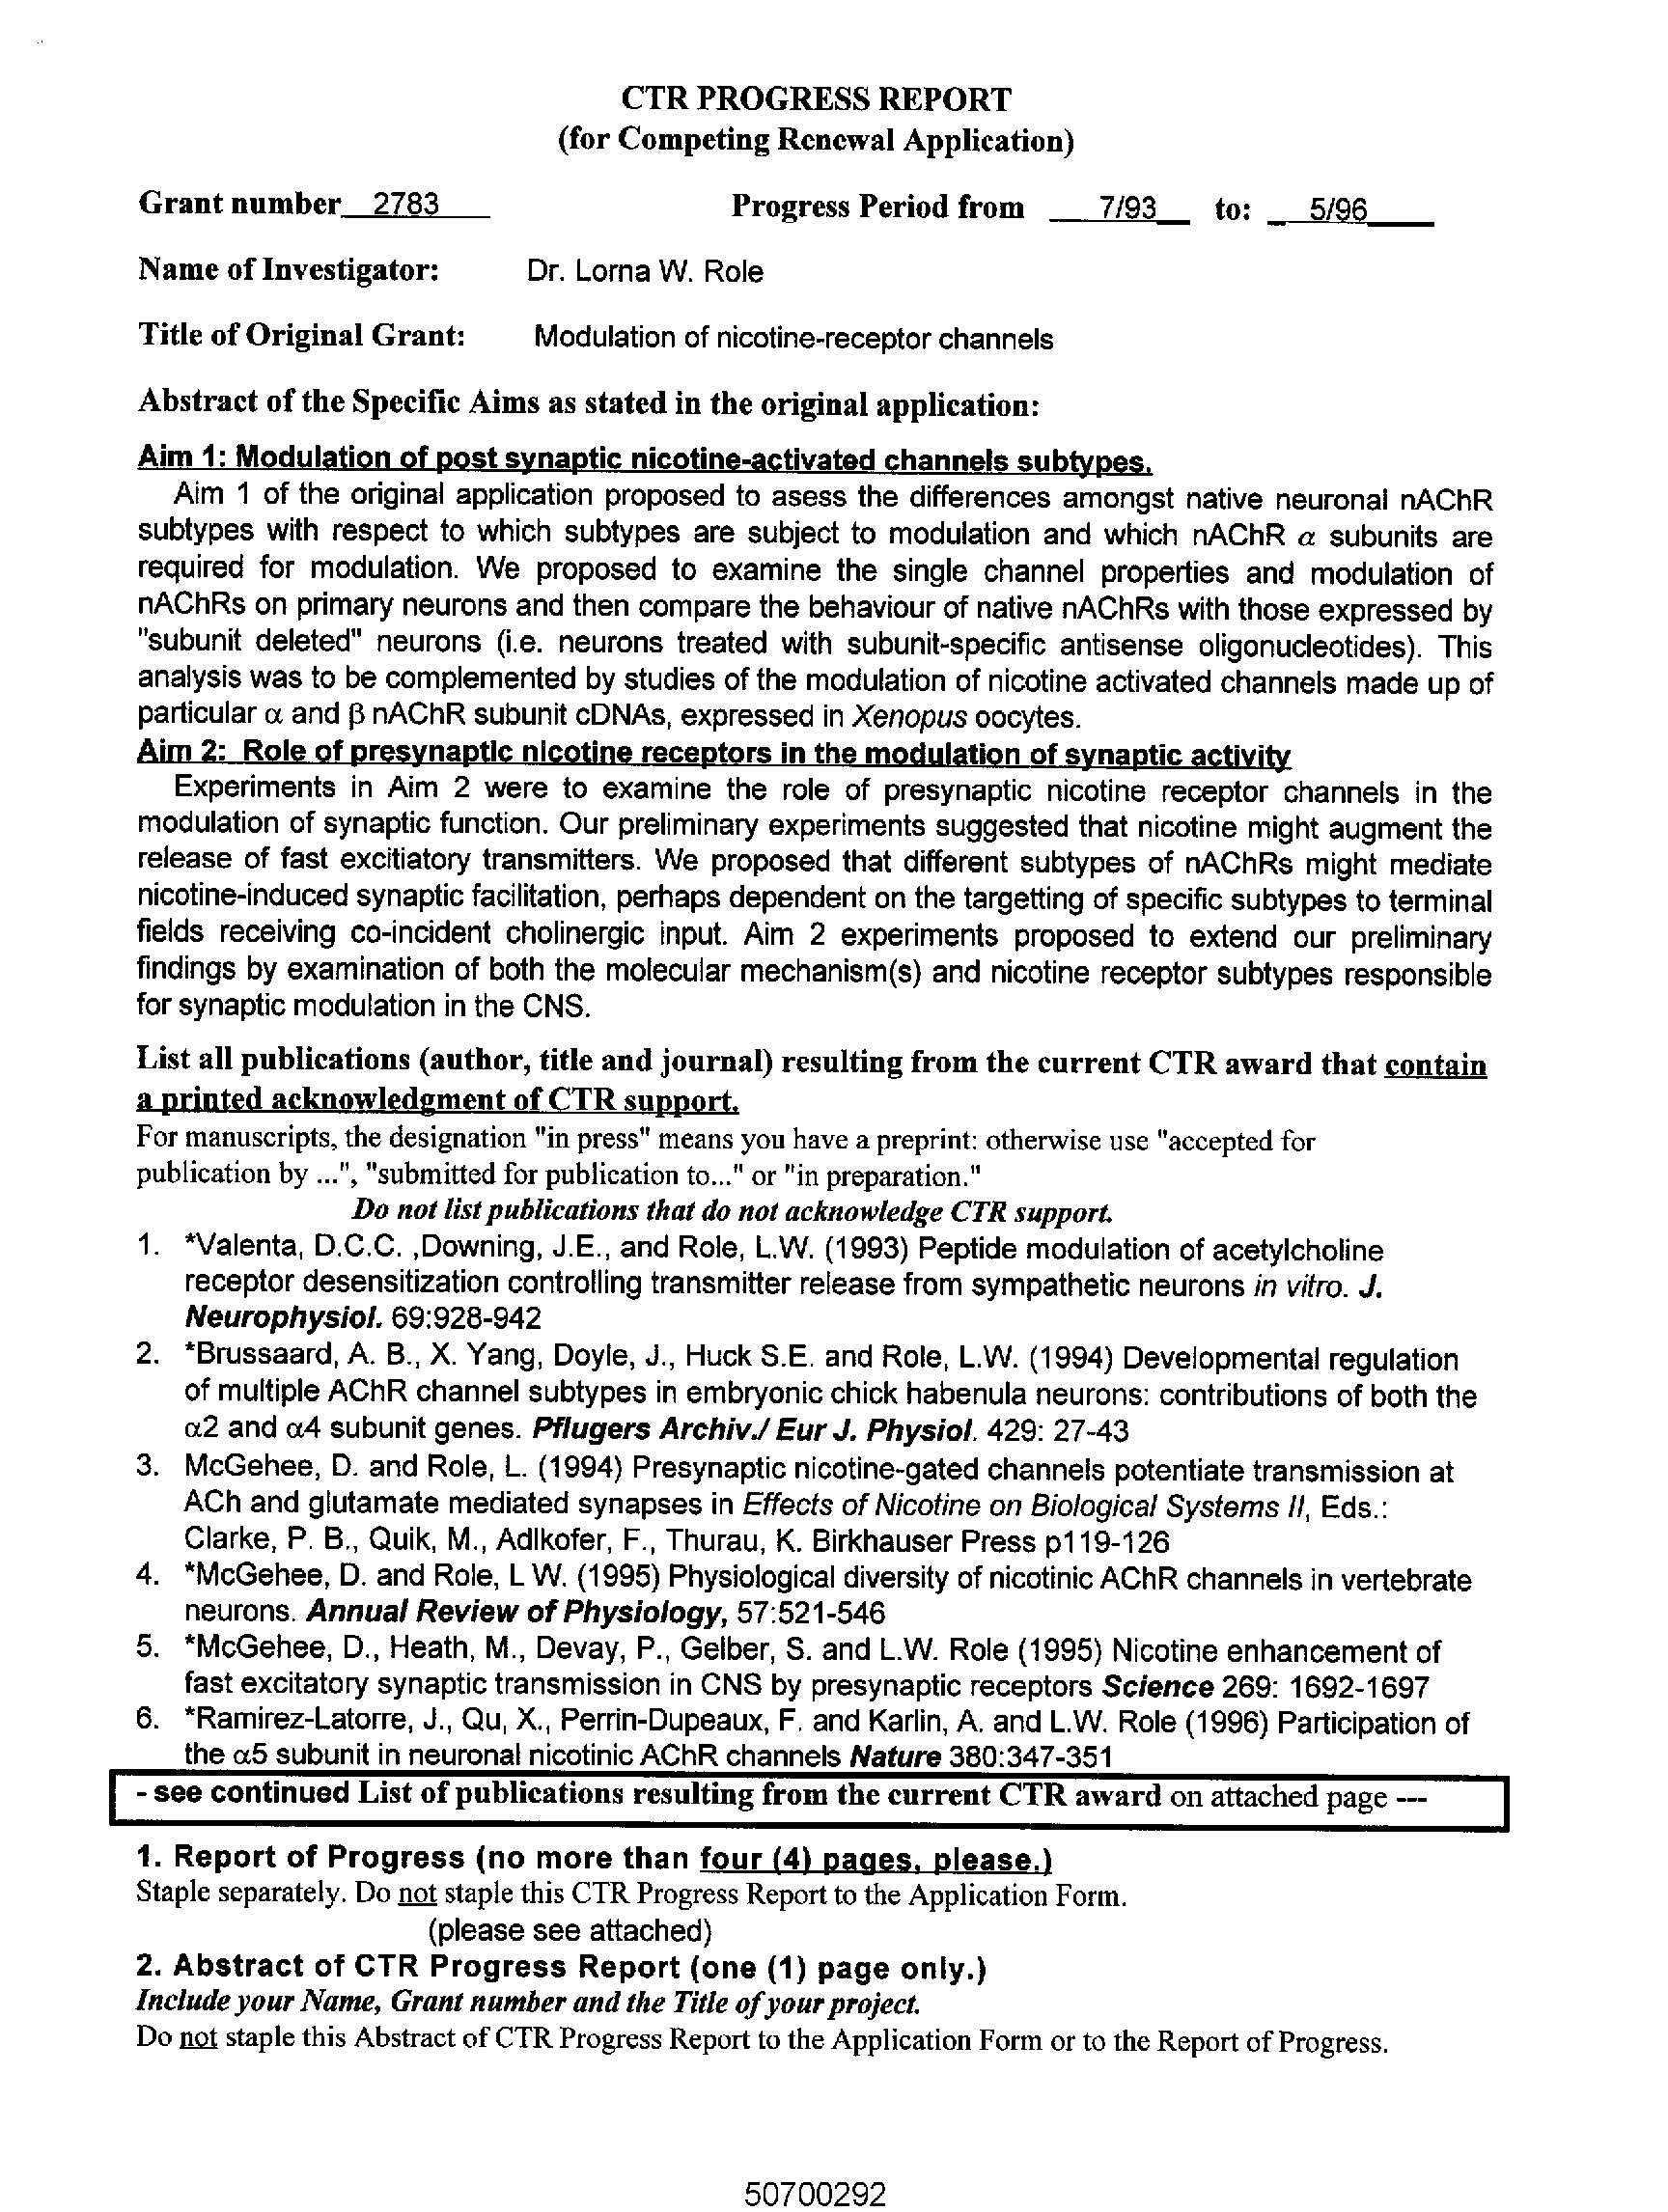 CTR PROGRESS REPORT
(for Competing Renewal Application)
Grant number 2783 Progress Period from 7/93 to: 5/96
Name of Investigator: Dr. Lorna W. Role
Title of Original Grant: Modulation of nicotine-receptor channels
Abstract of the Specific Aims as stated in the original application:
Aim 1: Modulation of post synaptic nicotine-activated channels subtypes.
Aim 1 of the original application proposed to asess the differences amongst native neuronal nAChR
subtypes with respect to which subtypes are subject to modulation and which nAChR α subunits are
required for modulation. We proposed to examine the single channel properties and modulation of
nAChRs on primary neurons and then compare the behaviour of native nAChRs with those expressed by
"subunit deleted" neurons (i.e. neurons treated with subunit-specific antisense oligonucleotides). This
analysis was to be complemented by studies of the modulation of nicotine activated channels made up of
particular α and β nAChR subunit cDNAs, expressed in Xenopus oocytes.
Aim 2: Role of presynaptic nicotine receptors in the modulation of synaptic activity
Experiments in Aim 2 were to examine the role of presynaptic nicotine receptor channels in the
modulation of synaptic function. Our preliminary experiments suggested that nicotine might augment the
release of fast excitiatory transmitters. We proposed that different subtypes of nAChRs might mediate
nicotine-induced synaptic facilitation, perhaps dependent on the targetting of specific subtypes to terminal
fields receiving co-incident cholinergic input. Aim 2 experiments proposed to extend our preliminary
findings by examination of both the molecular mechanism(s) and nicotine receptor subtypes responsible
for synaptic modulation in the CNS.
List all publications (author, title and journal) resulting from the current CTR award that contain
a printed acknowledgment of CTR support.
For manuscripts, the designation "in press" means you have a preprint: otherwise use "accepted for
publication by ...", "submitted for publication to..." or "in preparation."
Do not list publications that do not acknowledge CTR support.
1. *Valenta, D.C.C. ,Downing, J.E., and Role, L.W. (1993) Peptide modulation of acetylcholine
receptor desensitization controlling transmitter release from sympathetic neurons in vitro. J.
Neurophysiol. 69:928-942
2. *Brussaard, A. B., X. Yang, Doyle, J., Huck S.E. and Role, L.W. (1994) Developmental regulation
of multiple AChR channel subtypes in embryonic chick habenula neurons: contributions of both the
α2 and α4 subunit genes. Pflugers Archiv./ Eur J. Physiol. 429: 27-43
3. McGehee, D. and Role, L. (1994) Presynaptic nicotine-gated channels potentiate transmission at
ACh and glutamate mediated synapses in Effects of Nicotine on Biological Systems II, Eds.:
Clarke, P. B., Quik, M., Adlkofer, F., Thurau, K. Birkhauser Press p119-126
4. *McGehee, D. and Role, L W. (1995) Physiological diversity of nicotinic AChR channels in vertebrate
neurons. Annual Review of Physiology, 57:521-546
5. *McGehee, D., Heath, M., Devay, P., Gelber, S. and L.W. Role (1995) Nicotine enhancement of
fast excitatory synaptic transmission in CNS by presynaptic receptors Science 269: 1692-1697
6. *Ramirez-Latorre, J., Qu, X., Perrin-Dupeaux, F. and Karlin, A. and L.W. Role (1996) Participation of
the α5 subunit in neuronal nicotinic AChR channels Nature 380:347-351
- see continued List of publications resulting from the current CTR award on attached page ---
1. Report of Progress (no more than four (4) pages, please.)
Staple separately. Do not staple this CTR Progress Report to the Application Form.
(please see attached)
2. Abstract of CTR Progress Report (one (1) page only.)
Include your Name, Grant number and the Title of your project.
Do not staple this Abstract of CTR Progress Report to the Application Form or to the Report of Progress.
50700292